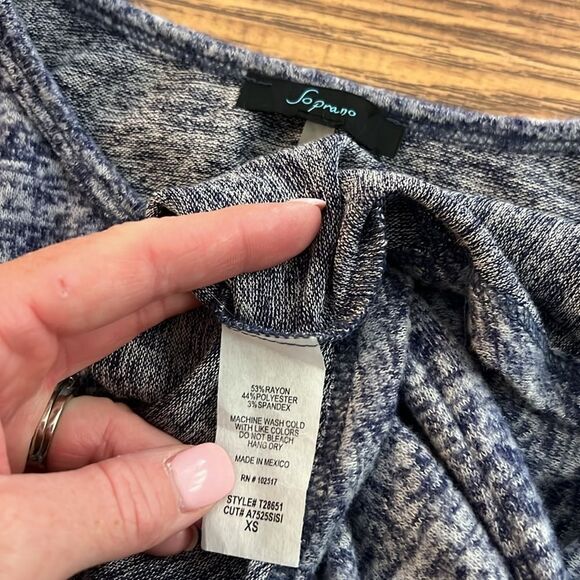 Soprano
53% RAYON
44% POLYESTER
3% SPANDEX
MACHINE WASH COLD
WITH LIKE COLORS
DO NOT BLEACH
HANG DRY
MADE IN MEXICO
RN # 102517
STYLE# T28651
CUT# A7525SISI
XS